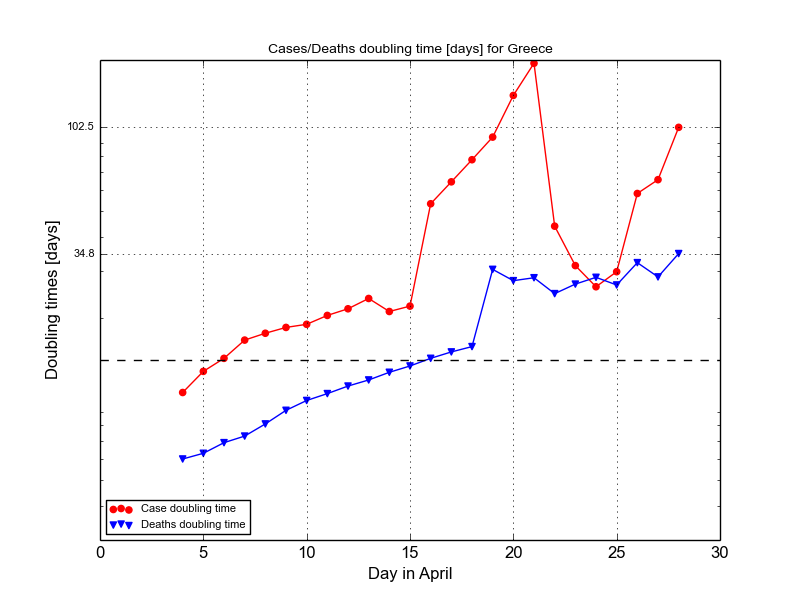 Cases/Deaths doubling time [days] for Greece
102.5
34.8
Doubling times [days]
Case doubling time
Deaths doubling time
0 5 10 15 20 25 30
Day in April